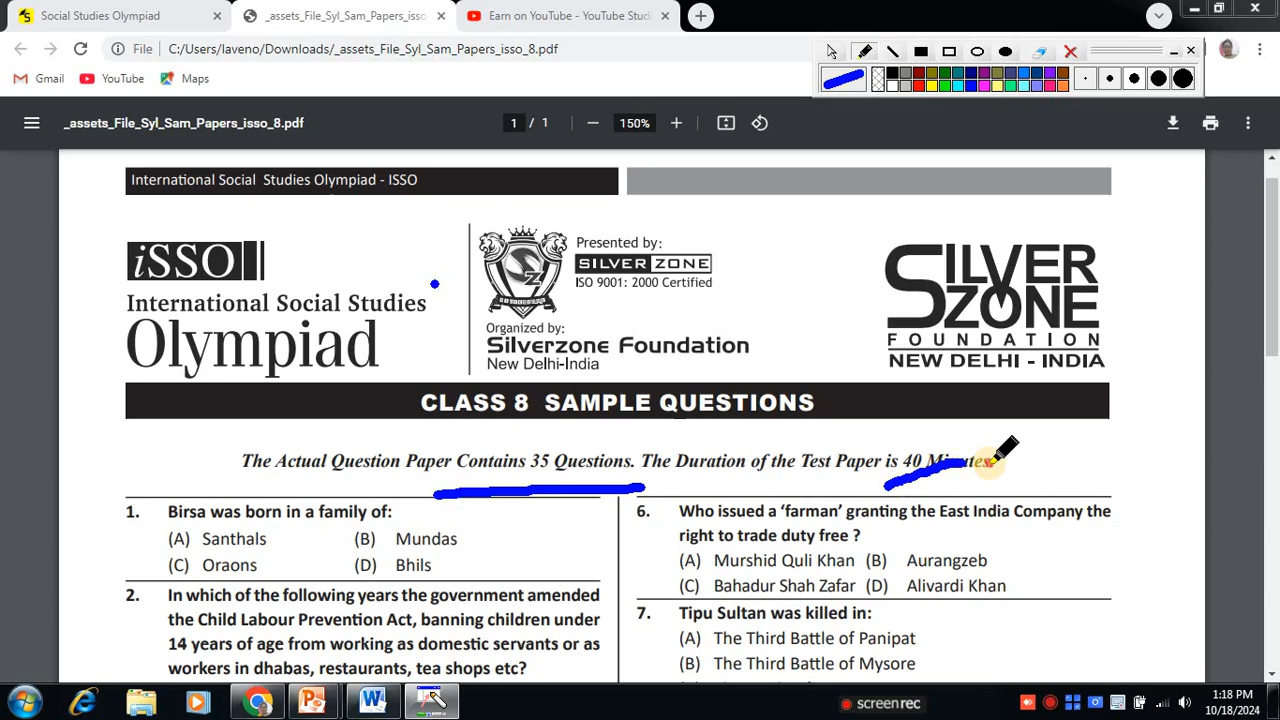 Social Studies Olympiad
_assets_File_Syl_Sam_Papers_isso
Earn on YouTube - YouTube Studi
File
C:/Users/laveno/Downloads/_assets_File_Syl_Sam_Papers_isso_8.pdf
Gmail
YouTube
Maps
_assets_File_Syl_Sam_Papers_isso_8.pdf
1 / 1
150%
International Social Studies Olympiad - ISSO
iSSO
International Social Studies
Olympiad
SZ
Presented by:
SILVER ZONE
ISO 9001: 2000 Certified
Organized by:
Silverzone Foundation
New Delhi-India
SILVER
ZONE
FOUNDATION
NEW DELHI - INDIA
CLASS 8 SAMPLE QUESTIONS
The Actual Question Paper Contains 35 Questions. The Duration of the Test Paper is 40 Minutes.
1. Birsa was born in a family of:
(A) Santhals (B) Mundas
(C) Oraons (D) Bhils
2. In which of the following years the government amended
the Child Labour Prevention Act, banning children under
14 years of age from working as domestic servants or as
workers in dhabas, restaurants, tea shops etc?
6. Who issued a ‘farman’ granting the East India Company the
right to trade duty free ?
(A) Murshid Quli Khan (B) Aurangzeb
(C) Bahadur Shah Zafar (D) Alivardi Khan
7. Tipu Sultan was killed in:
(A) The Third Battle of Panipat
(B) The Third Battle of Mysore
screenrec
1:18 PM
10/18/2024